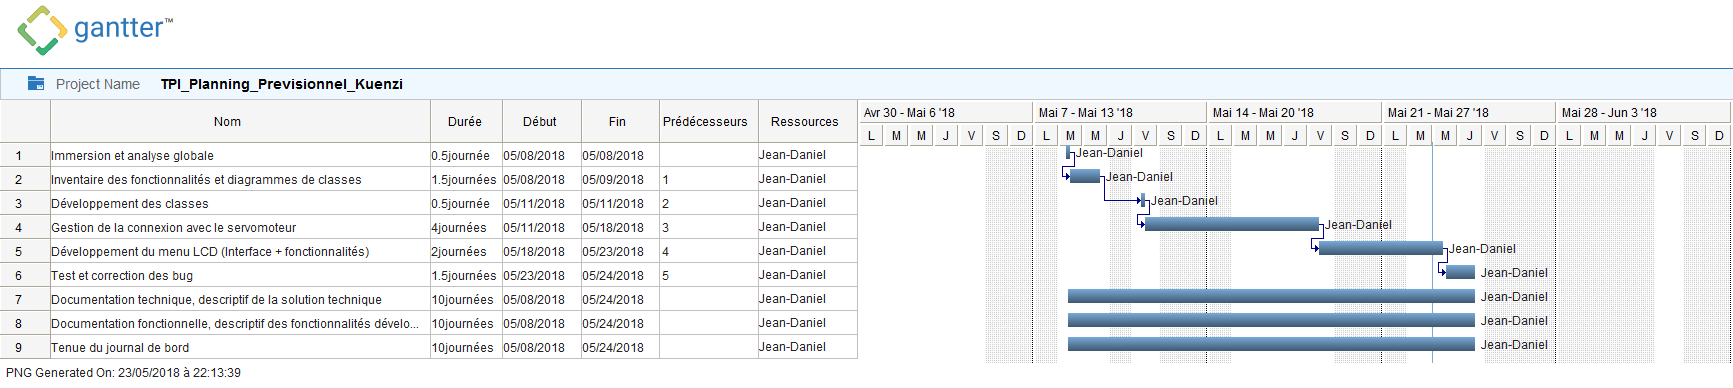 gantter™
Project Name TPI_Planning_Previsionnel_Kuenzi
Nom Durée Début Fin Prédécesseurs Ressources
Avr 30 - Mai 6 '18 Mai 7 - Mai 13 '18 Mai 14 - Mai 20 '18 Mai 21 - Mai 27 '18 Mai 28 - Jun 3 '18
L M M J V S D L M M J V S D L M M J V S D L M M J V S D L M M J V S D
1 Immersion et analyse globale 0.5journée 05/08/2018 05/08/2018 Jean-Daniel Jean-Daniel
2 Inventaire des fonctionnalités et diagrammes de classes 1.5journées 05/08/2018 05/09/2018 1 Jean-Daniel Jean-Daniel
3 Développement des classes 0.5journée 05/11/2018 05/11/2018 2 Jean-Daniel Jean-Daniel
4 Gestion de la connexion avec le servomoteur 4journées 05/11/2018 05/18/2018 3 Jean-Daniel Jean-Daniel
5 Développement du menu LCD (Interface + fonctionnalités) 2journées 05/18/2018 05/23/2018 4 Jean-Daniel Jean-Daniel
6 Test et correction des bug 1.5journées 05/23/2018 05/24/2018 5 Jean-Daniel Jean-Daniel
7 Documentation technique, descriptif de la solution technique 10journées 05/08/2018 05/24/2018 Jean-Daniel Jean-Daniel
8 Documentation fonctionnelle, descriptif des fonctionnalités dévelo... 10journées 05/08/2018 05/24/2018 Jean-Daniel Jean-Daniel
9 Tenue du journal de bord 10journées 05/08/2018 05/24/2018 Jean-Daniel Jean-Daniel
PNG Generated On: 23/05/2018 à 22:13:39